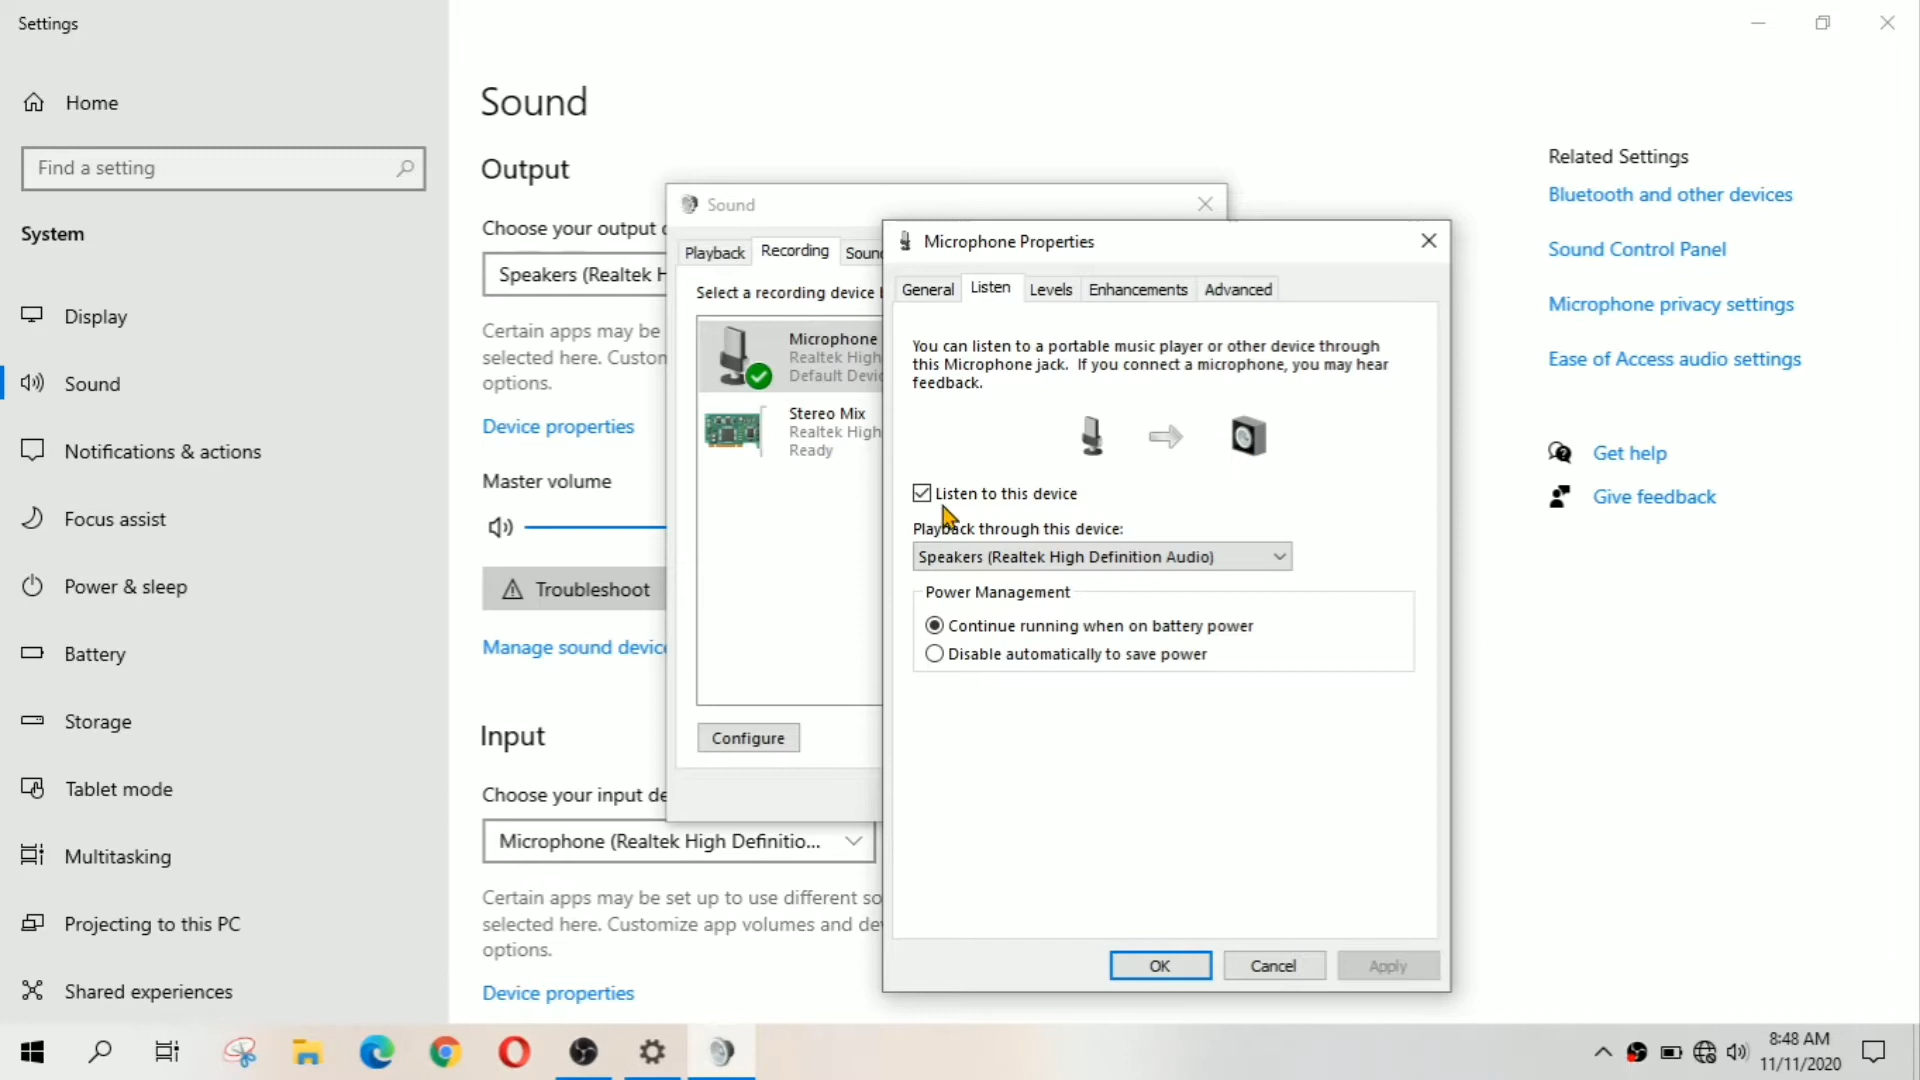 Settings
Home
Find a setting
System
Display
Sound
Notifications & actions
Focus assist
Power & sleep
Battery
Storage
Tablet mode
Multitasking
Projecting to this PC
Shared experiences
Sound
Output
Choose your output
Speakers (Realtek H
Certain apps may be
selected here. Custom
options.
Device properties
Master volume
Troubleshoot
Manage sound device
Input
Choose your input de
Microphone (Realtek High Definitio...
Certain apps may be set up to use different so
selected here. Customize app volumes and de
options.
Device properties
Sound
Playback
Recording
Soun
Select a recording device
Microphone
Realtek High
Default Devic
Stereo Mix
Realtek High
Ready
Configure
Microphone Properties
General
Listen
Levels
Enhancements
Advanced
You can listen to a portable music player or other device through
this Microphone jack. If you connect a microphone, you may hear
feedback.
Listen to this device
Playback through this device:
Speakers (Realtek High Definition Audio)
Power Management
Continue running when on battery power
Disable automatically to save power
OK
Cancel
Apply
Related Settings
Bluetooth and other devices
Sound Control Panel
Microphone privacy settings
Ease of Access audio settings
Get help
Give feedback
8:48 AM
11/11/2020